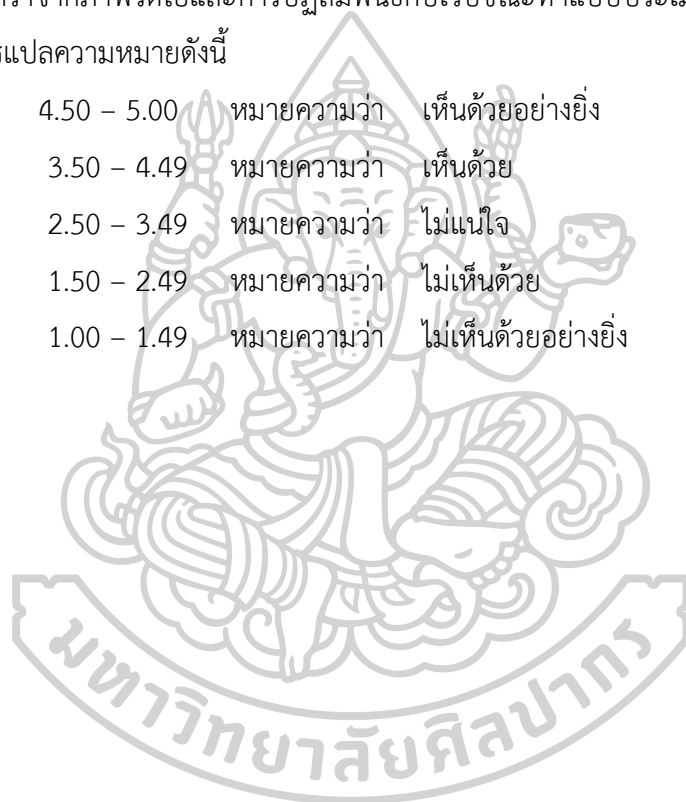 แปลความหมายดังนี้
4.50 – 5.00 หมายความว่า เห็นด้วยอย่างยิ่ง
3.50 – 4.49 หมายความว่า เห็นด้วย
2.50 – 3.49 หมายความว่า ไม่แน่ใจ
1.50 – 2.49 หมายความว่า ไม่เห็นด้วย
1.00 – 1.49 หมายความว่า ไม่เห็นด้วยอย่างยิ่ง
มหาวิทยาลัยศิลปากร